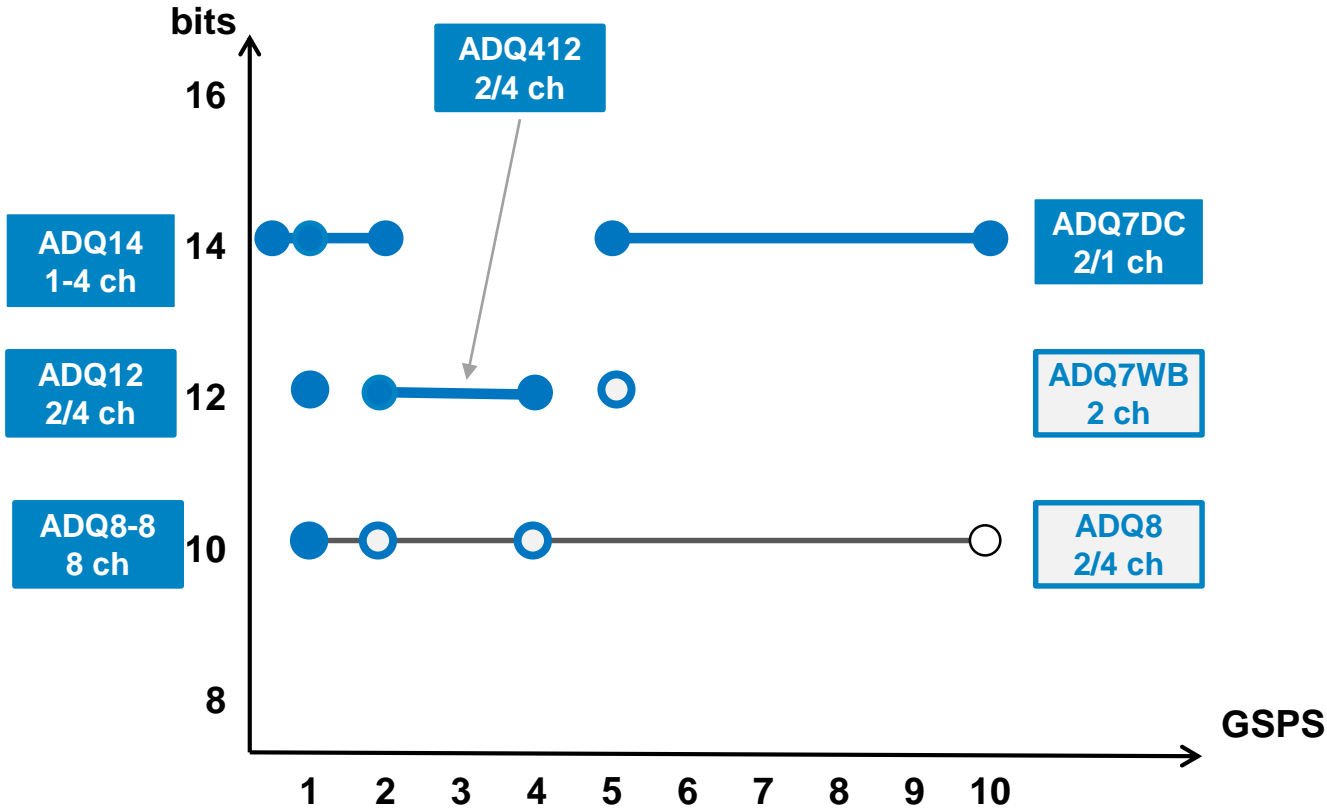 bits
ADQ412
2/4 ch
16
ADQ14
1-4 ch
14
ADQ7DC
2/1 ch
ADQ12
2/4 ch
12
ADQ7WB
2 ch
ADQ8-8
8 ch
10
ADQ8
2/4 ch
8
GSPS
1 2 3 4 5 6 7 8 9 10